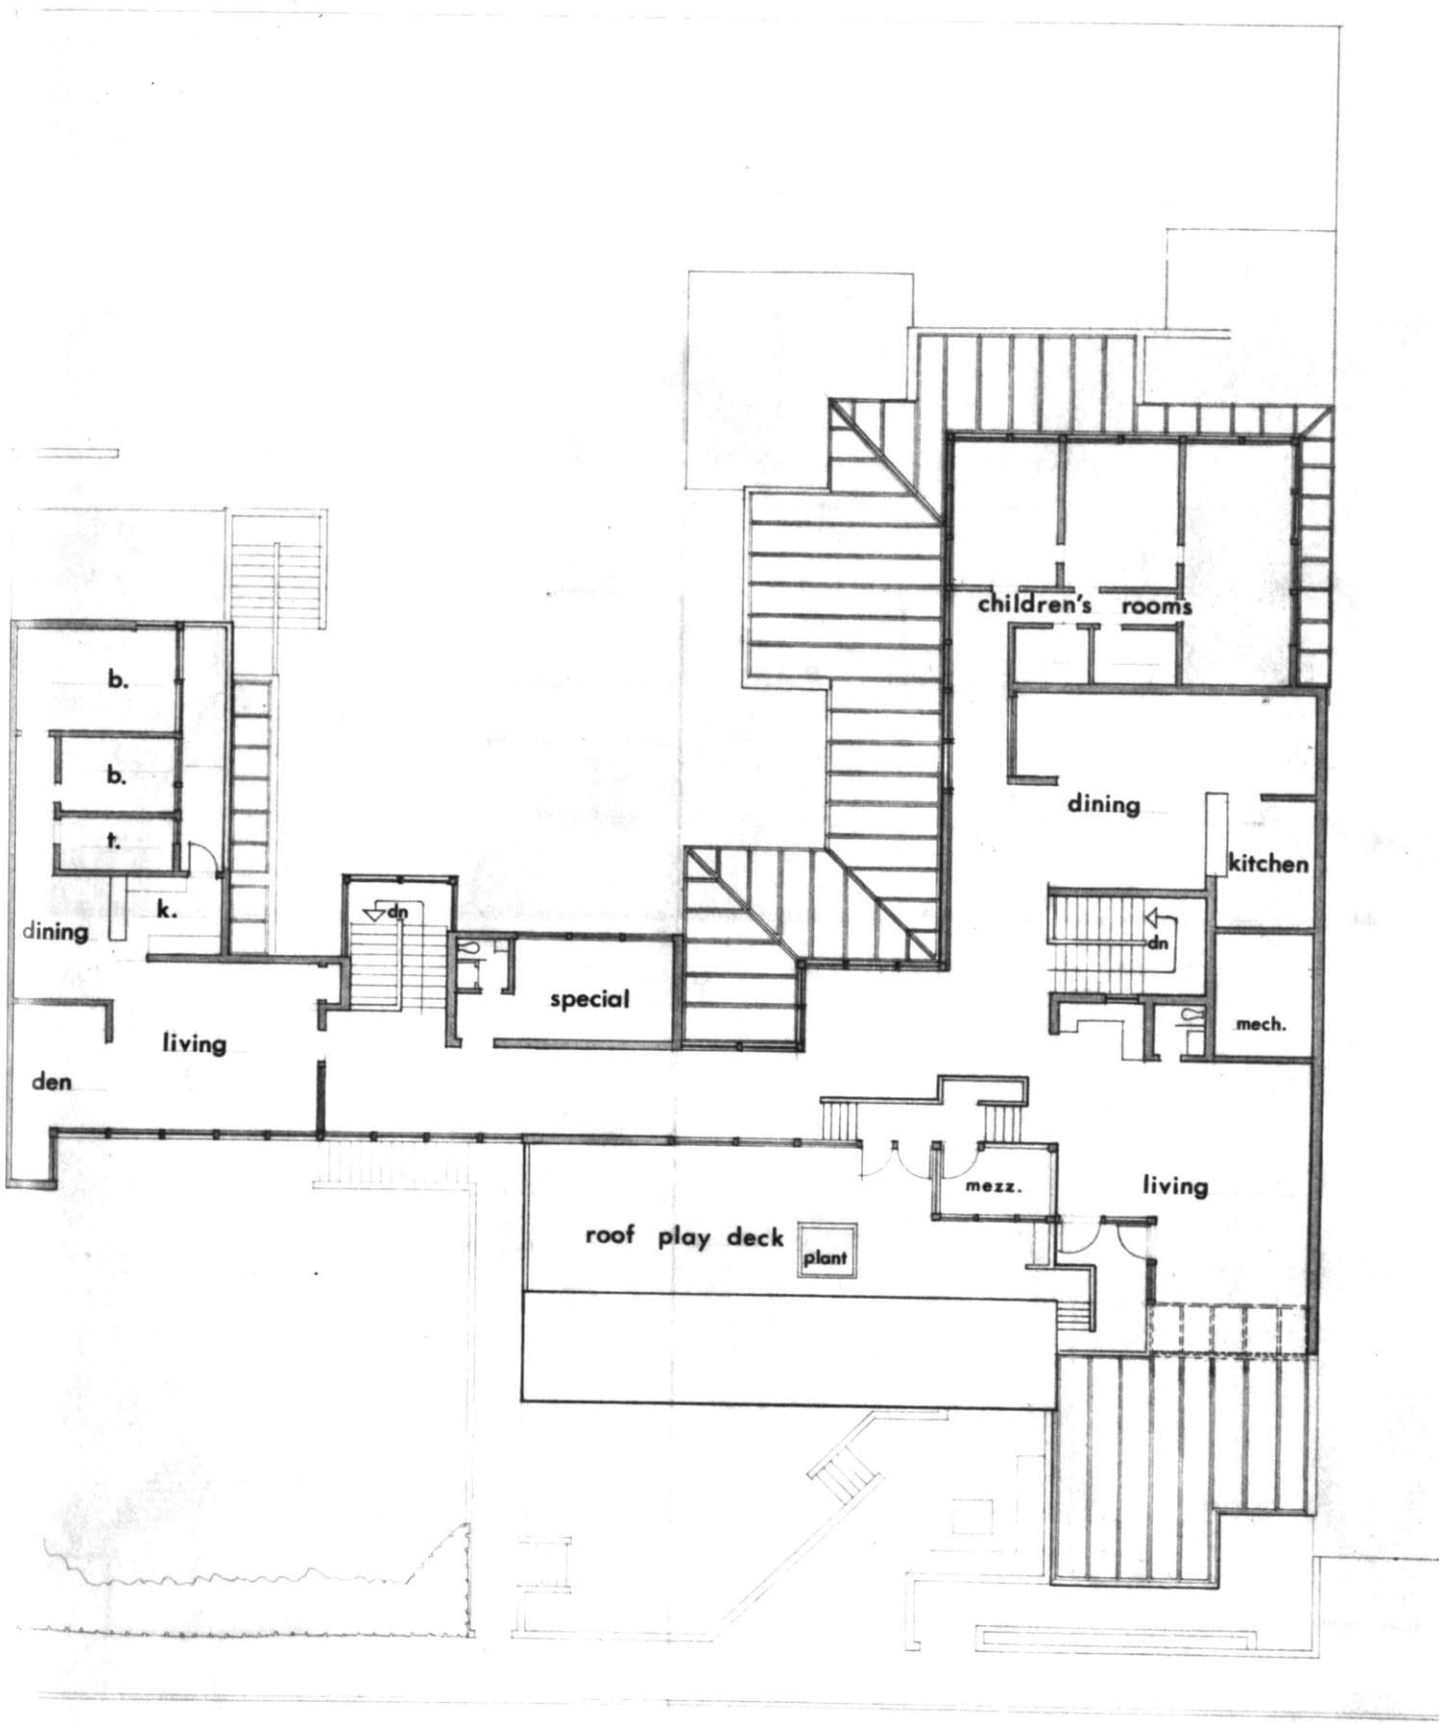 children's rooms
b.
b.
dining
t.
kitchen
dn
k.
dining
dn
special
mech.
living
den
mezz.
living
roof play deck
plant